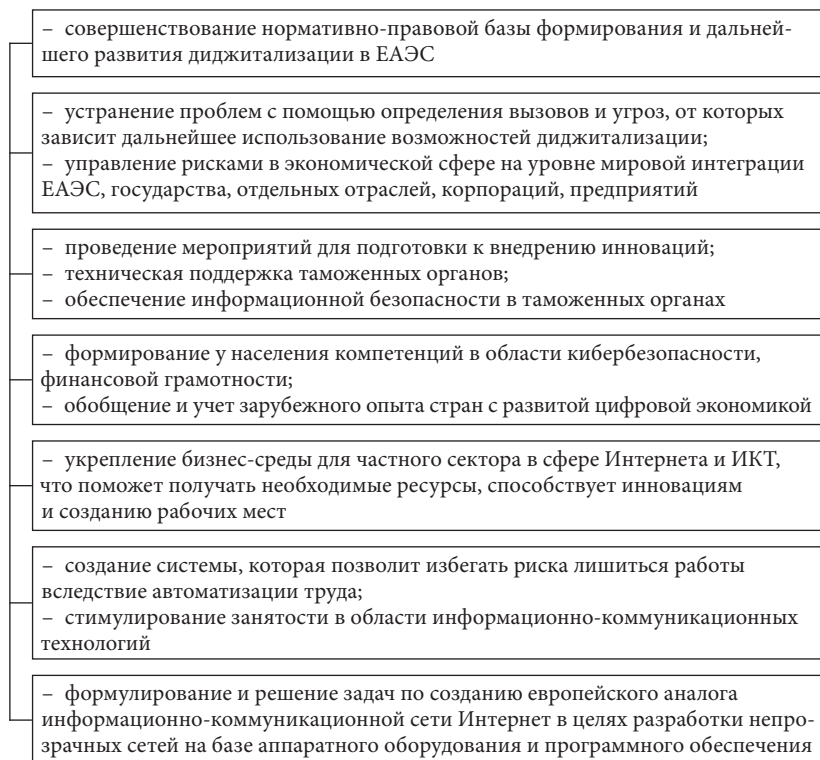 – совершенствование нормативно-правовой базы формирования и дальней-
шего развития диджитализации в ЕАЭС
– устранение проблем с помощью определения вызовов и угроз, от которых
зависит дальнейшее использование возможностей диджитализации;
– управление рисками в экономической сфере на уровне мировой интеграции
ЕАЭС, государства, отдельных отраслей, корпораций, предприятий
– проведение мероприятий для подготовки к внедрению инноваций;
– техническая поддержка таможенных органов;
– обеспечение информационной безопасности в таможенных органах
– формирование у населения компетенций в области кибербезопасности,
финансовой грамотности;
– обобщение и учет зарубежного опыта стран с развитой цифровой экономикой
– укрепление бизнес-среды для частного сектора в сфере Интернета и ИКТ,
что поможет получать необходимые ресурсы, способствует инновациям
и созданию рабочих мест
– создание системы, которая позволит избегать риска лишиться работы
вследствие автоматизации труда;
– стимулирование занятости в области информационно-коммуникационных
технологий
– формулирование и решение задач по созданию европейского аналога
информационно-коммуникационной сети Интернет в целях разработки непро-
зрачных сетей на базе аппаратного оборудования и программного обеспечения